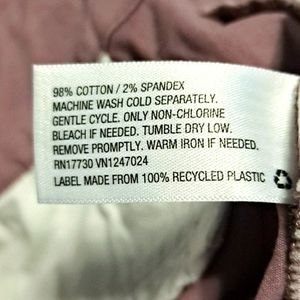 98% COTTON / 2% SPANDEX
MACHINE WASH COLD SEPARATELY.
GENTLE CYCLE. ONLY NON-CHLORINE
BLEACH IF NEEDED. TUMBLE DRY LOW.
REMOVE PROMPTLY. WARM IRON IF NEEDED.
RN17730 VN1247024
LABEL MADE FROM 100% RECYCLED PLASTIC